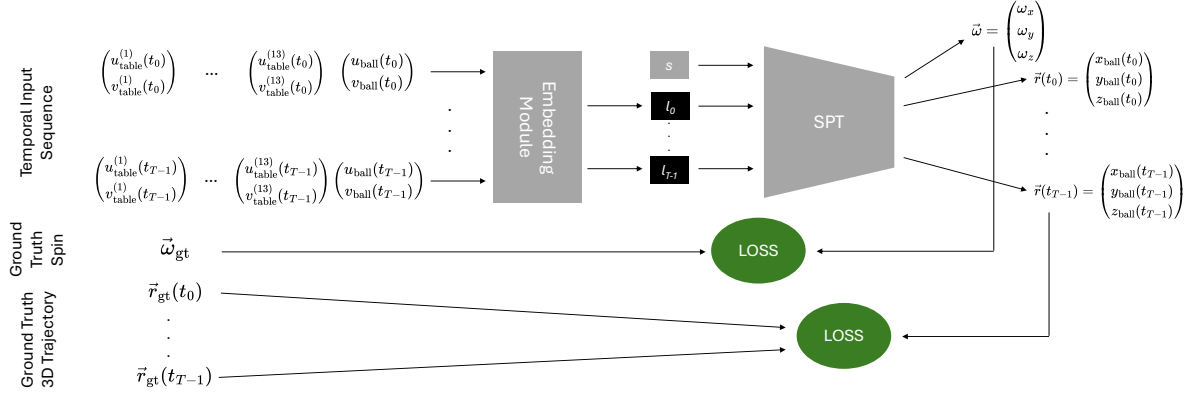 Temporal Input
Sequence
(u_table^(1)(t_0) v_table^(1)(t_0)) ... (u_table^(13)(t_0) v_table^(13)(t_0)) (u_ball(t_0) v_ball(t_0))
(u_table^(1)(t_{T−1}) v_table^(1)(t_{T−1})) ... (u_table^(13)(t_{T−1}) v_table^(13)(t_{T−1})) (u_ball(t_{T−1}) v_ball(t_{T−1}))
Embedding
Module
s
l_0
l_{T-1}
SPT
ω⃗ = (ω_x ω_y ω_z)
r⃗(t_0) = (x_ball(t_0) y_ball(t_0) z_ball(t_0))
r⃗(t_{T−1}) = (x_ball(t_{T−1}) y_ball(t_{T−1}) z_ball(t_{T−1}))
Ground
Truth
Spin
ω⃗_gt
LOSS
Ground Truth
3D Trajectory
r⃗_gt(t_0)
r⃗_gt(t_{T−1})
LOSS